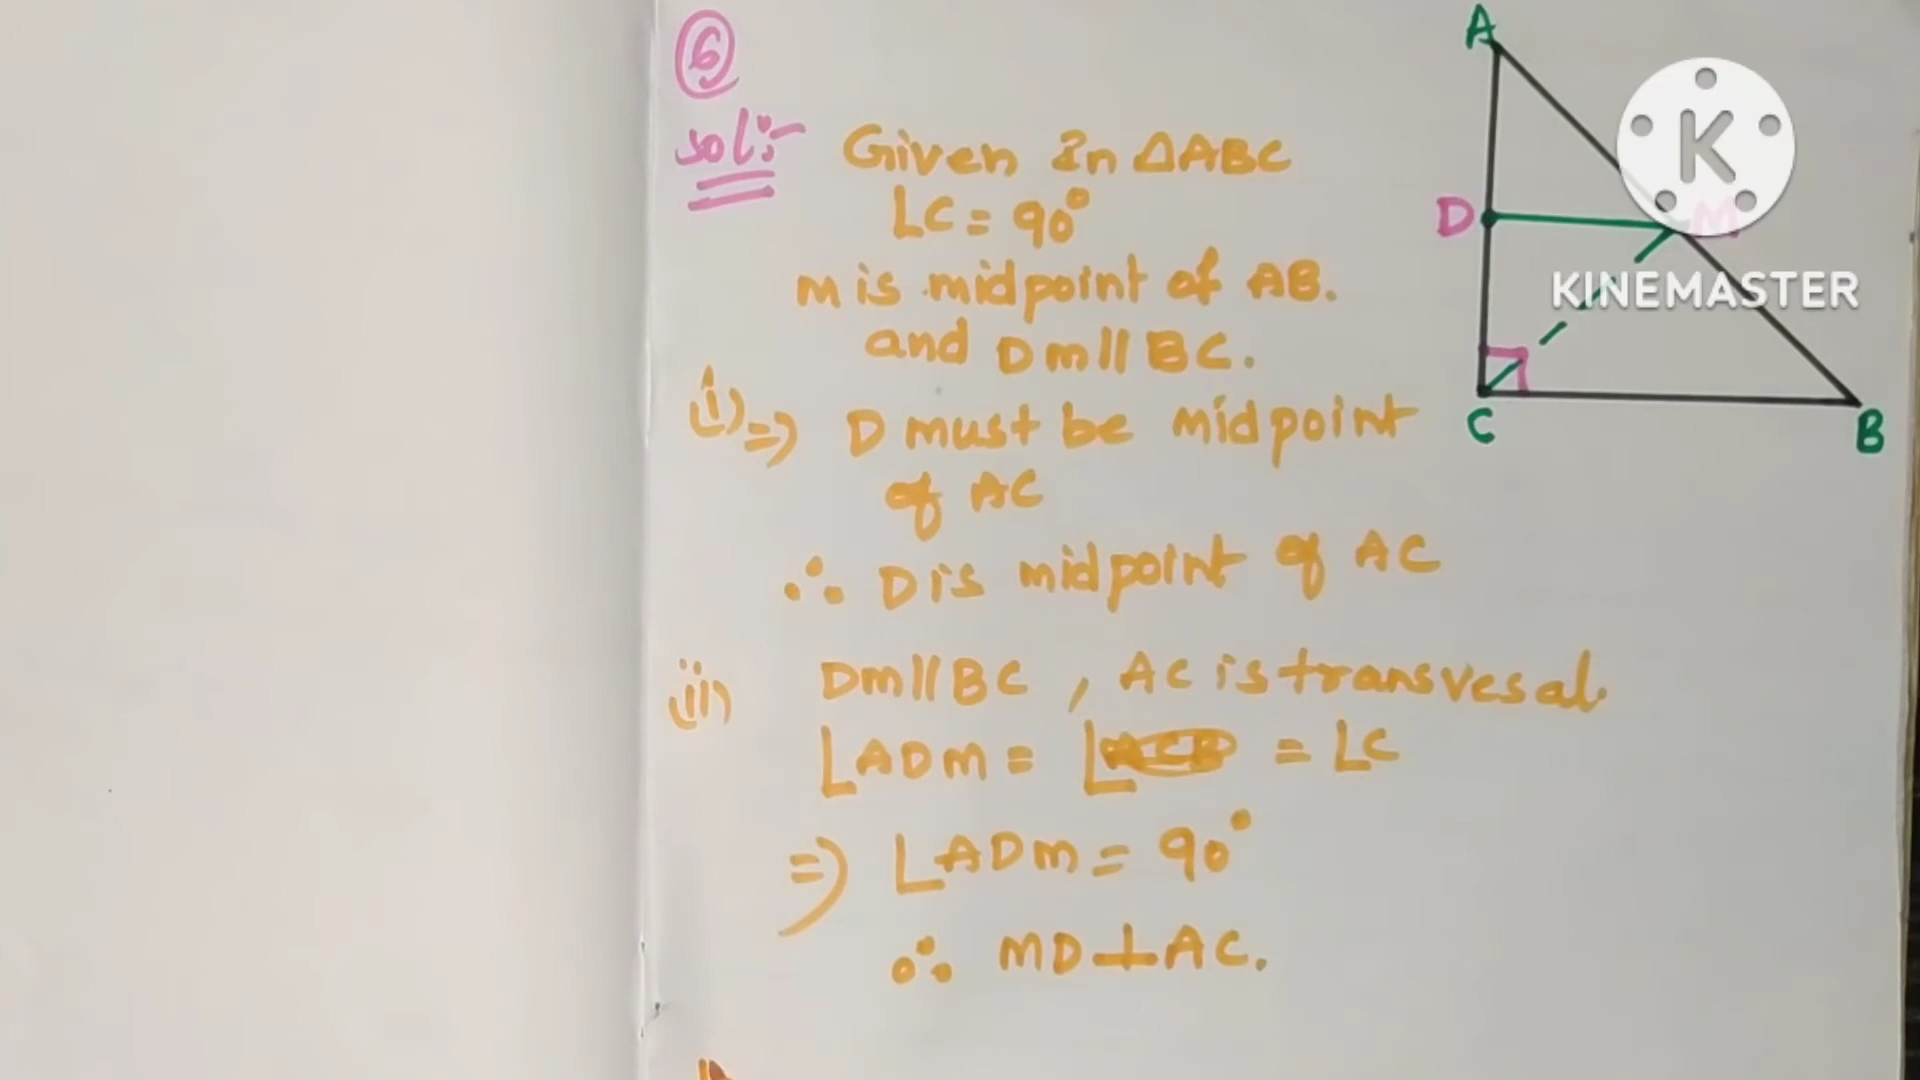 6
Sol:-
Given In △ABC
∠C = 90°
M is midpoint of AB.
and DM || BC.
(i) ⇒ D must be midpoint
of AC
∴ D is midpoint of AC
(ii) DM || BC, AC is transvesal.
∠ADM = ∠ = ∠C
⇒ ∠ADM = 90°
∴ MD ⊥ AC.
A
D
M
C
B
K
KINEMASTER